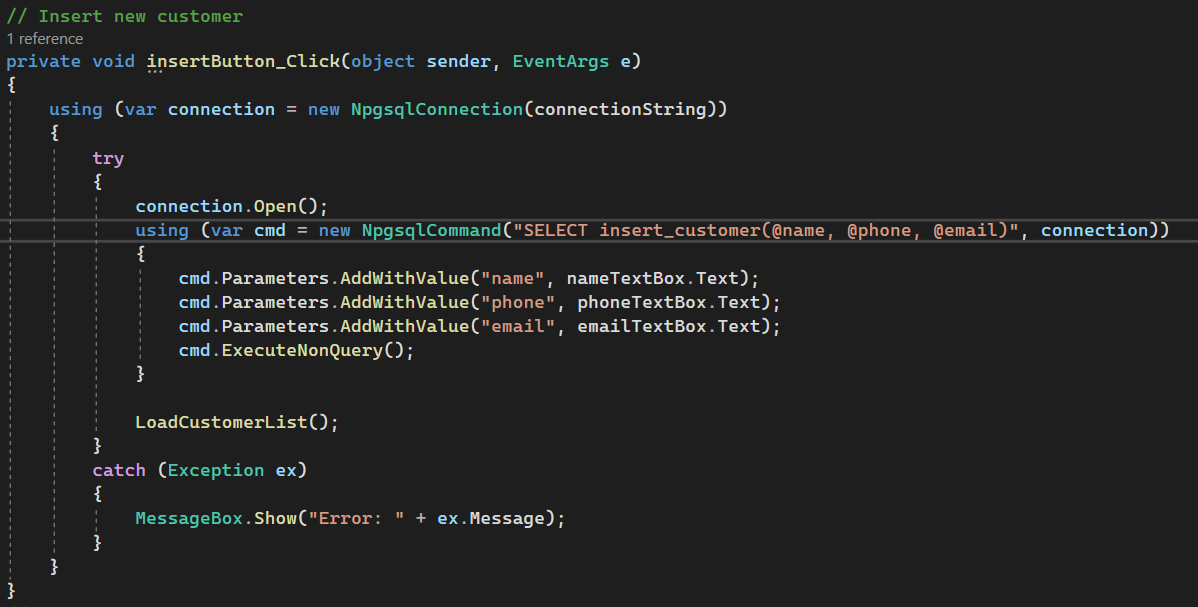 // Insert new customer
1 reference
private void insertButton_Click(object sender, EventArgs e)
{
    using (var connection = new NpgsqlConnection(connectionString))
    {
        try
        {
            connection.Open();
            using (var cmd = new NpgsqlCommand("SELECT insert_customer(@name, @phone, @email)", connection))
            {
                cmd.Parameters.AddWithValue("name", nameTextBox.Text);
                cmd.Parameters.AddWithValue("phone", phoneTextBox.Text);
                cmd.Parameters.AddWithValue("email", emailTextBox.Text);
                cmd.ExecuteNonQuery();
            }

            LoadCustomerList();
        }
        catch (Exception ex)
        {
            MessageBox.Show("Error: " + ex.Message);
        }
    }
}